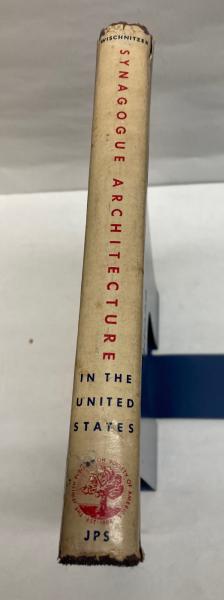 WISCHNITZER
SYNAGOGUE ARCHITECTURE
IN THE
UNITED
STATES
JPS